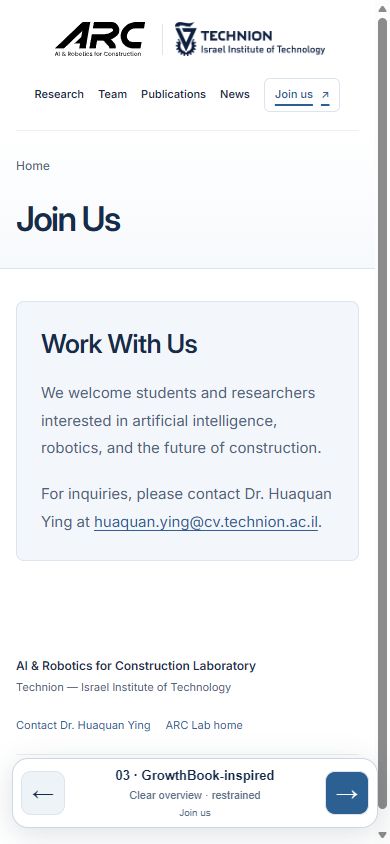 ARC
AI & Robotics for Construction
TECHNION
Israel Institute of Technology
Research Team Publications News Join us ↗
Home
Join Us
Work With Us
We welcome students and researchers
interested in artificial intelligence,
robotics, and the future of construction.
For inquiries, please contact Dr. Huaquan
Ying at huaquan.ying@cv.technion.ac.il.
AI & Robotics for Construction Laboratory
Technion — Israel Institute of Technology
Contact Dr. Huaquan Ying ARC Lab home
← 03 · GrowthBook-inspired →
Clear overview · restrained
Join us